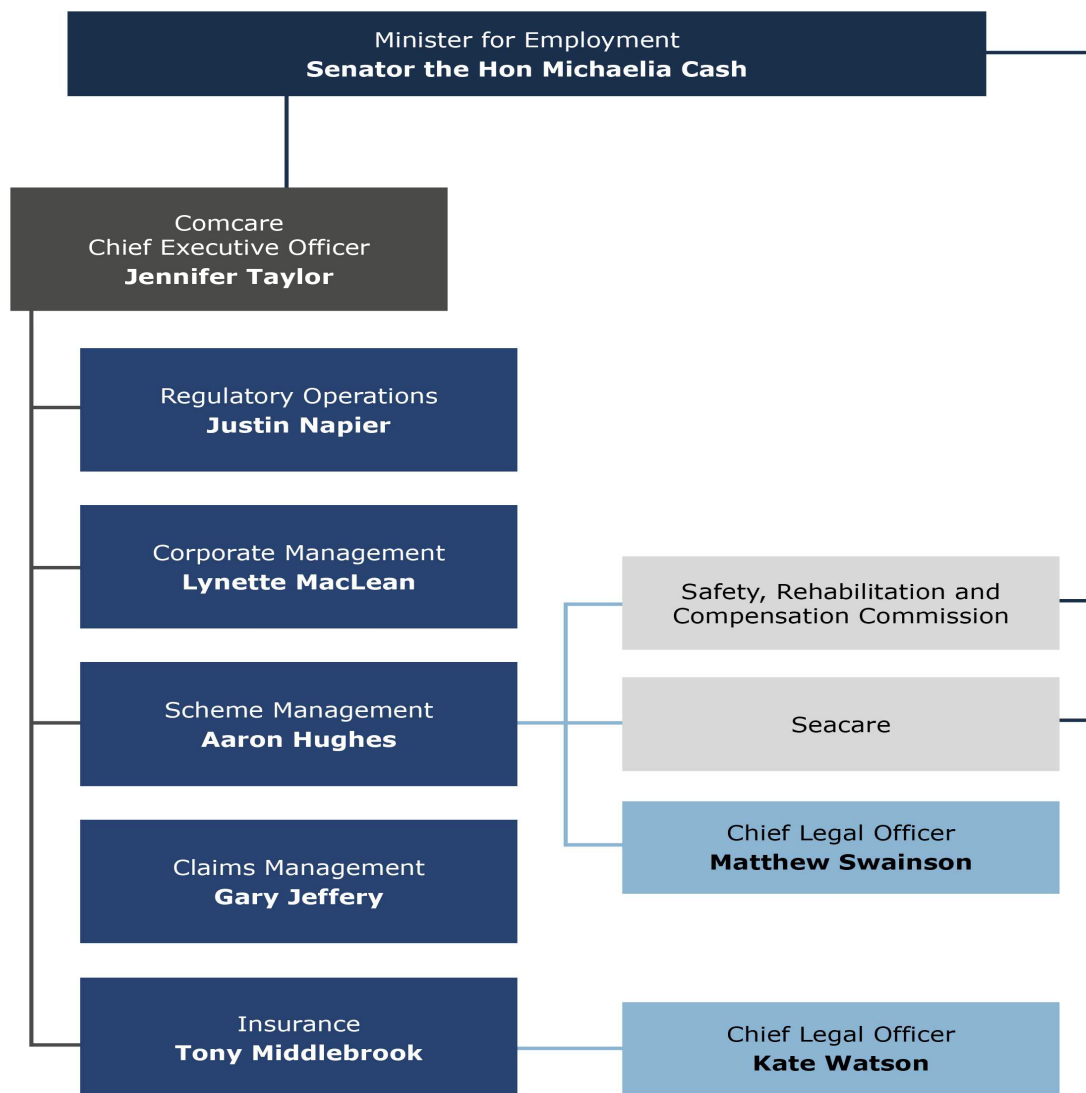 Minister for Employment
Senator the Hon Michaelia Cash
Comcare
Chief Executive Officer
Jennifer Taylor
Regulatory Operations
Justin Napier
Corporate Management
Lynette MacLean
Safety, Rehabilitation and
Compensation Commission
Scheme Management
Aaron Hughes
Seacare
Chief Legal Officer
Matthew Swainson
Claims Management
Gary Jeffery
Insurance
Tony Middlebrook
Chief Legal Officer
Kate Watson